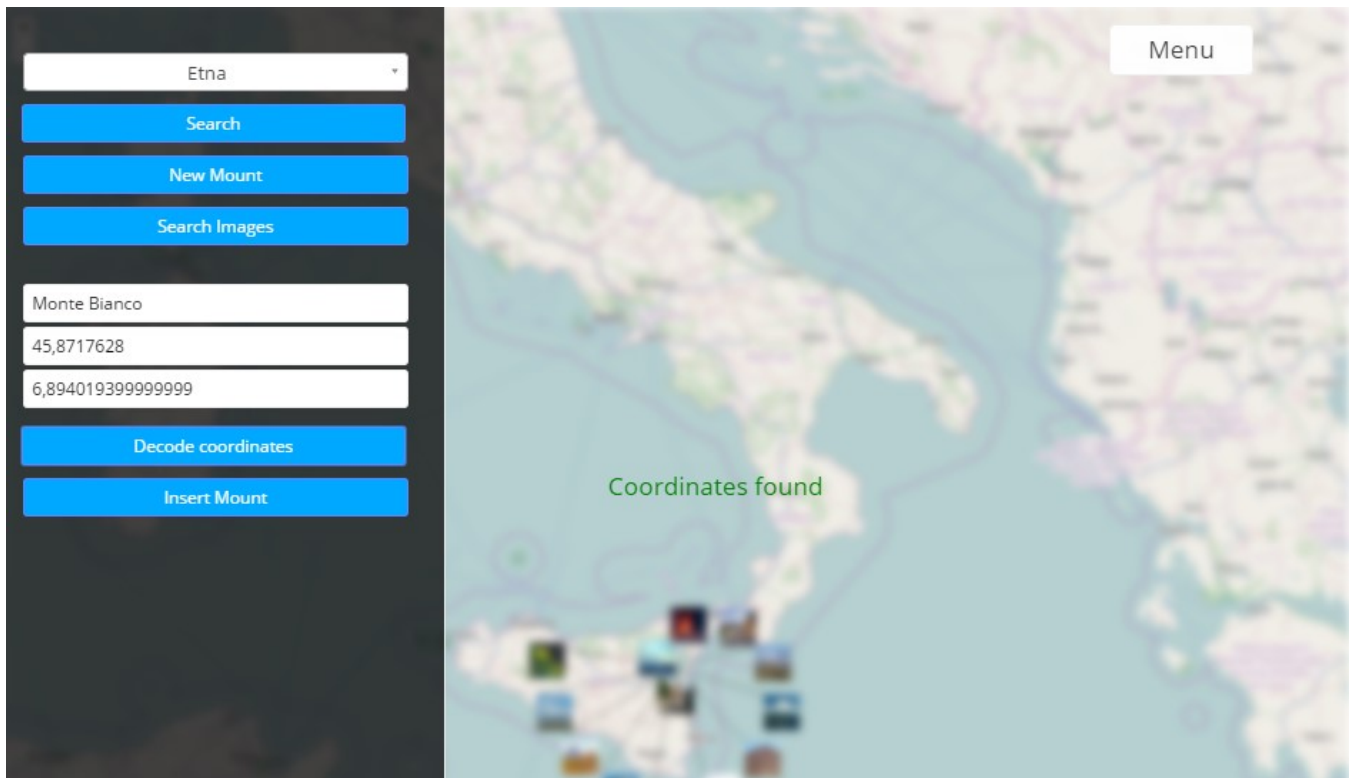 Etna
Search
New Mount
Search Images
Monte Bianco
45,8717628
6,894019399999999
Decode coordinates
Insert Mount
Menu
Coordinates found